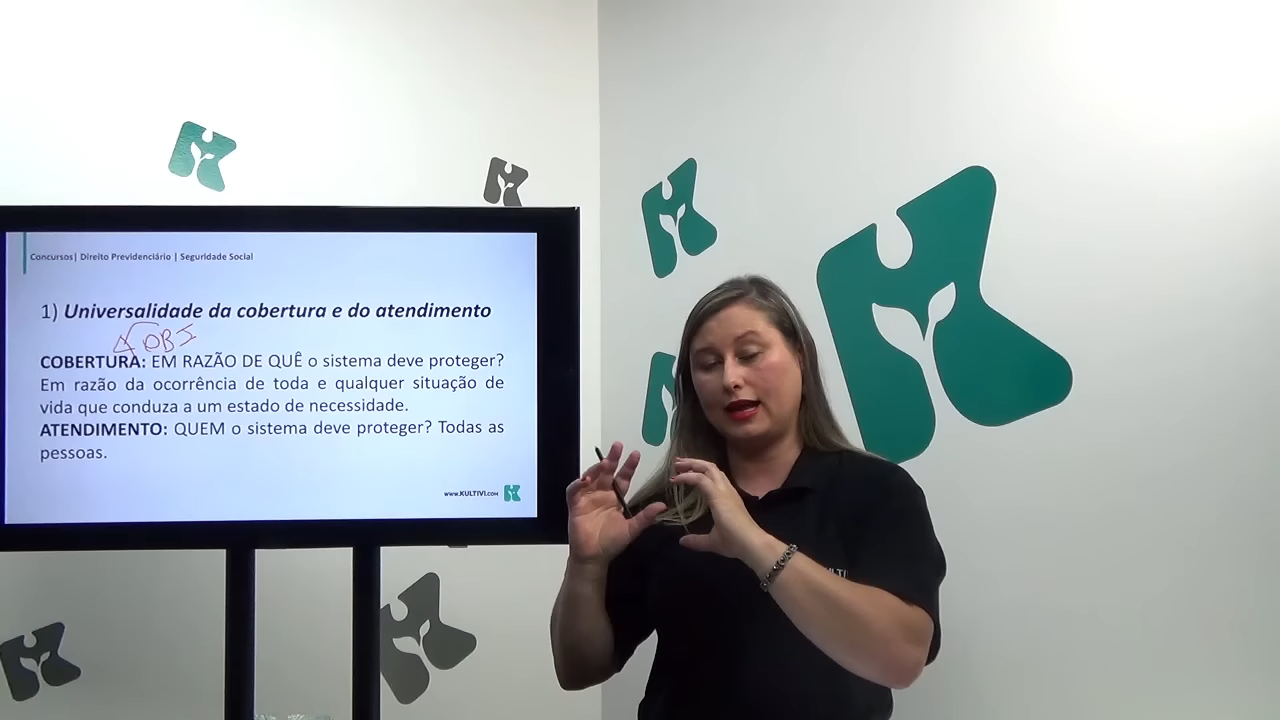 Concursos| Direito Previdenciário | Seguridade Social
1) Universalidade da cobertura e do atendimento
OBJ
COBERTURA: EM RAZÃO DE QUÊ o sistema deve proteger?
Em razão da ocorrência de toda e qualquer situação de
vida que conduza a um estado de necessidade.
ATENDIMENTO: QUEM o sistema deve proteger? Todas as
pessoas.
www.KULTIVI.com